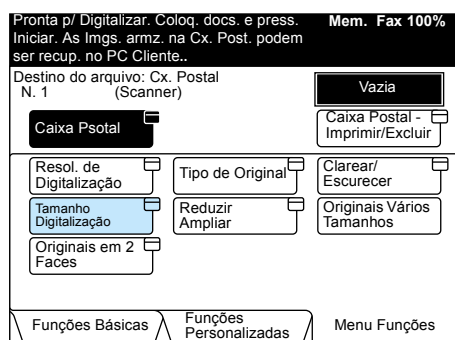 Pronta p/ Digitalizar. Coloq. docs. e press.
Mem. Fax 100%
Iniciar. As Imgs. armz. na Cx. Post. podem
ser recup. no PC Cliente..
Destino do arquivo: Cx. Postal
N. 1 (Scanner)
Vazia
Caixa Psotal
Caixa Postal -
Imprimir/Excluir
Resol. de
Digitalização
Tipo de Original
Clarear/
Escurecer
Tamanho
Digitalização
Reduzir
Ampliar
Originais Vários
Tamanhos
Originais em 2
Faces
Funções Básicas
Funções
Personalizadas
Menu Funções